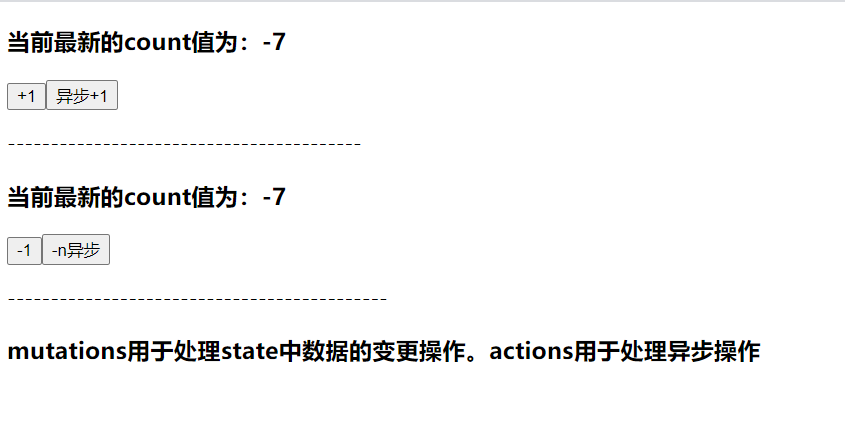 当前最新的count值为：-7
+1 异步+1
-----------------------------------------
当前最新的count值为：-7
-1 -n异步
--------------------------------------------
mutations用于处理state中数据的变更操作。actions用于处理异步操作